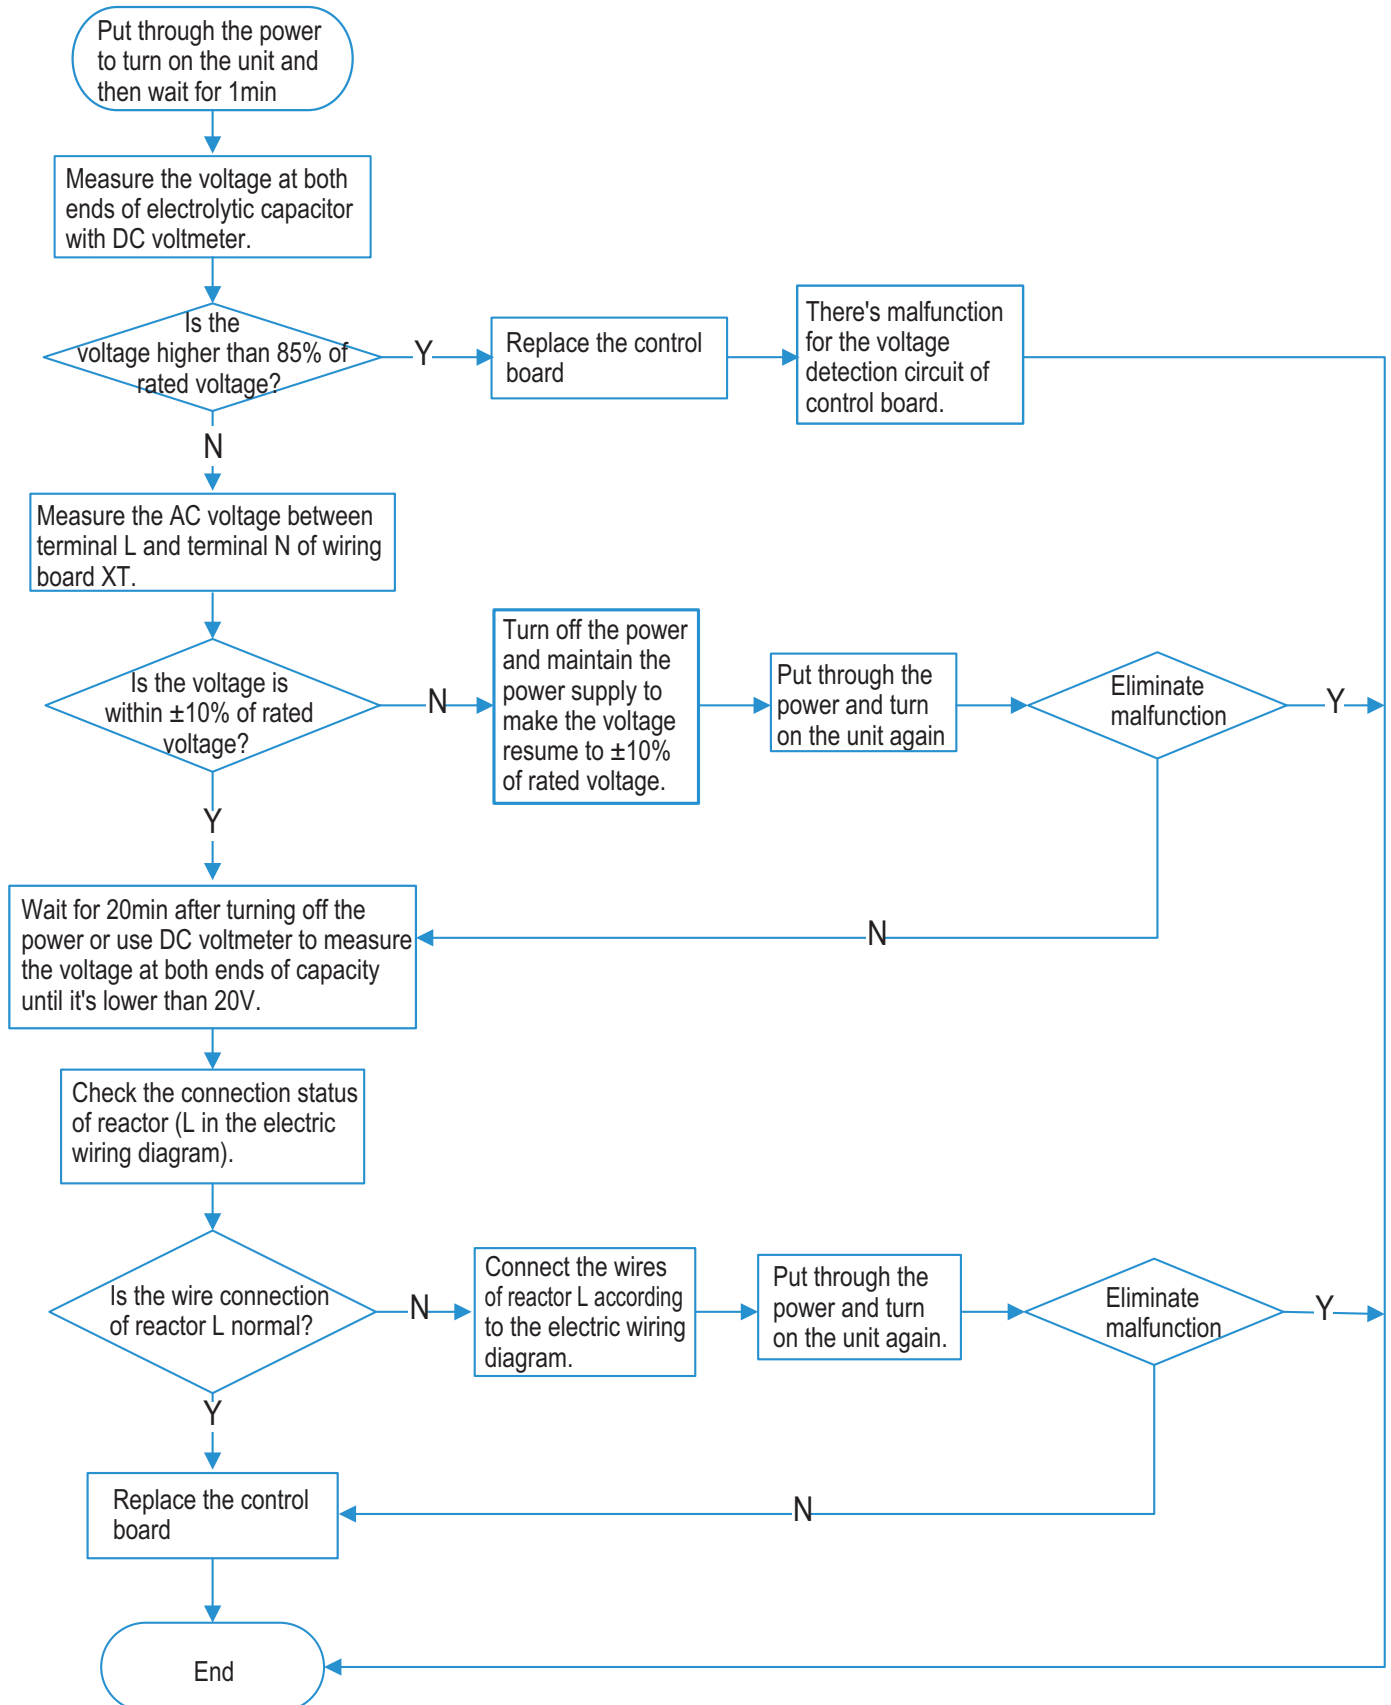 Put through the power
to turn on the unit and
then wait for 1min
Measure the voltage at both
ends of electrolytic capacitor
with DC voltmeter.
Is the
voltage higher than 85% of
rated voltage?
Y
Replace the control
board
There's malfunction
for the voltage
detection circuit of
control board.
N
Measure the AC voltage between
terminal L and terminal N of wiring
board XT.
Is the voltage is
within ±10% of rated
voltage?
N
Turn off the power
and maintain the
power supply to
make the voltage
resume to ±10%
of rated voltage.
Put through the
power and turn
on the unit again
Eliminate
malfunction
Y
Y
N
Wait for 20min after turning off the
power or use DC voltmeter to measure
the voltage at both ends of capacity
until it's lower than 20V.
Check the connection status
of reactor (L in the electric
wiring diagram).
Is the wire connection
of reactor L normal?
N
Connect the wires
of reactor L according
to the electric wiring
diagram.
Put through the
power and turn
on the unit again.
Eliminate
malfunction
Y
Y
N
Replace the control
board
End